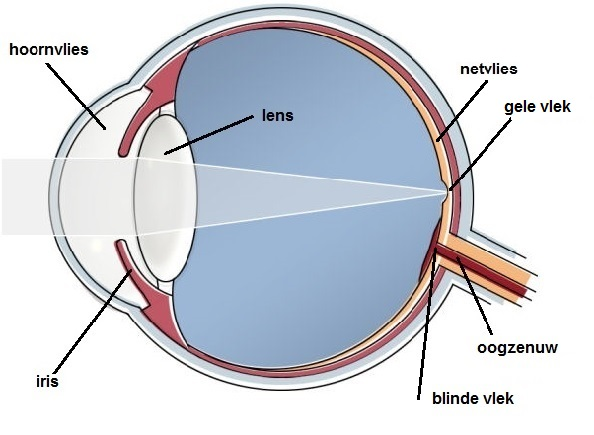 hoornvlies
netvlies
gele vlek
lens
oogzenuw
iris
blinde vlek